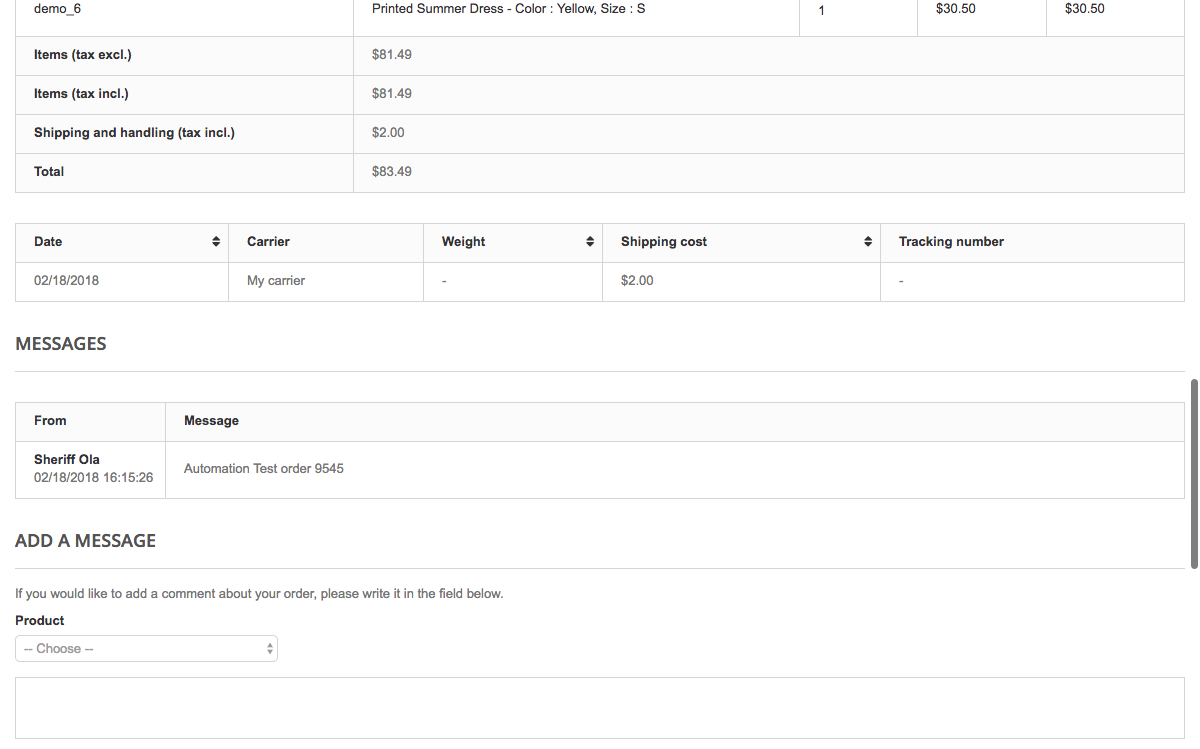 demo_6 Printed Summer Dress - Color : Yellow, Size : S 1 $30.50 $30.50
Items (tax excl.) $81.49
Items (tax incl.) $81.49
Shipping and handling (tax incl.) $2.00
Total $83.49
Date Carrier Weight Shipping cost Tracking number
02/18/2018 My carrier - $2.00 -
MESSAGES
From Message
Sheriff Ola
02/18/2018 16:15:26 Automation Test order 9545
ADD A MESSAGE
If you would like to add a comment about your order, please write it in the field below.
Product
-- Choose --